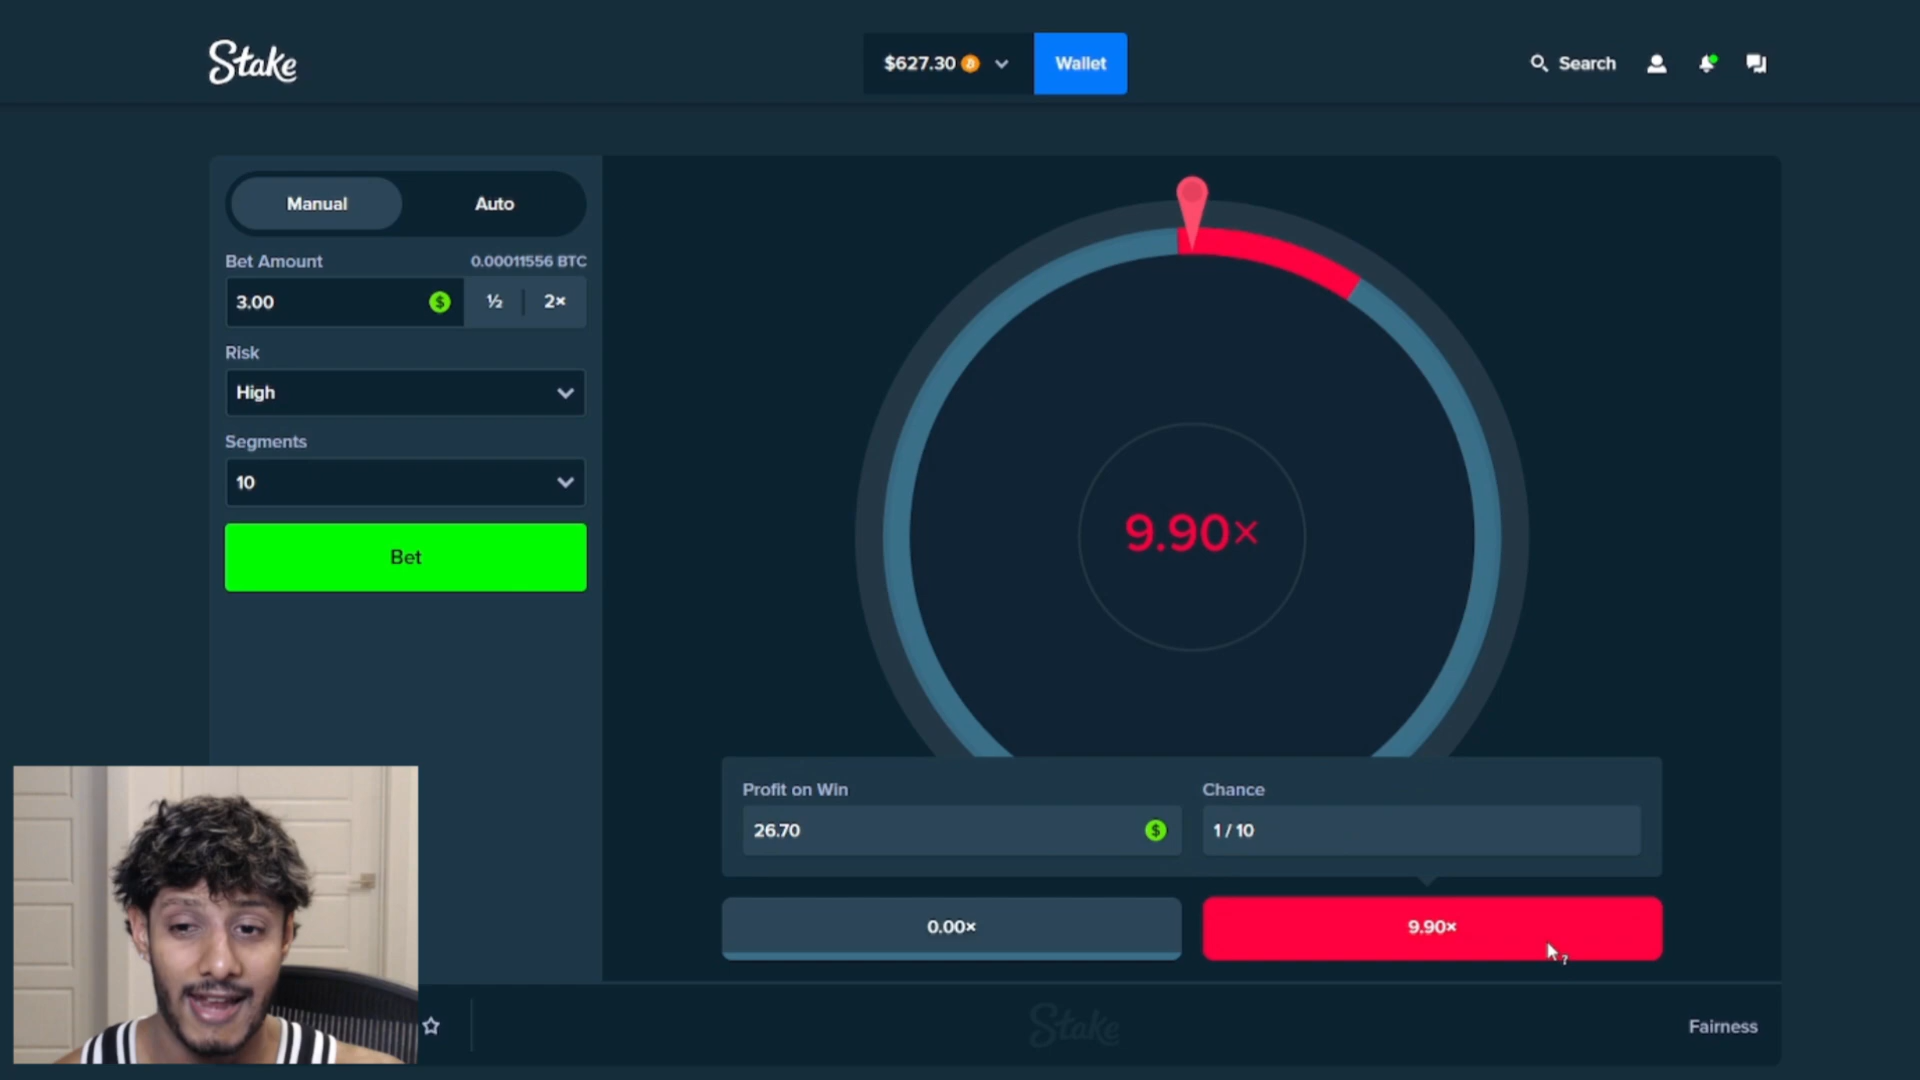 Stake
$627.30
Wallet
Search
Manual
Auto
Bet Amount
0.00011556 BTC
3.00
$
½
2×
Risk
High
Segments
10
Bet
9.90×
Profit on Win
Chance
26.70
$
1 / 10
0.00×
9.90×
Stake
Fairness